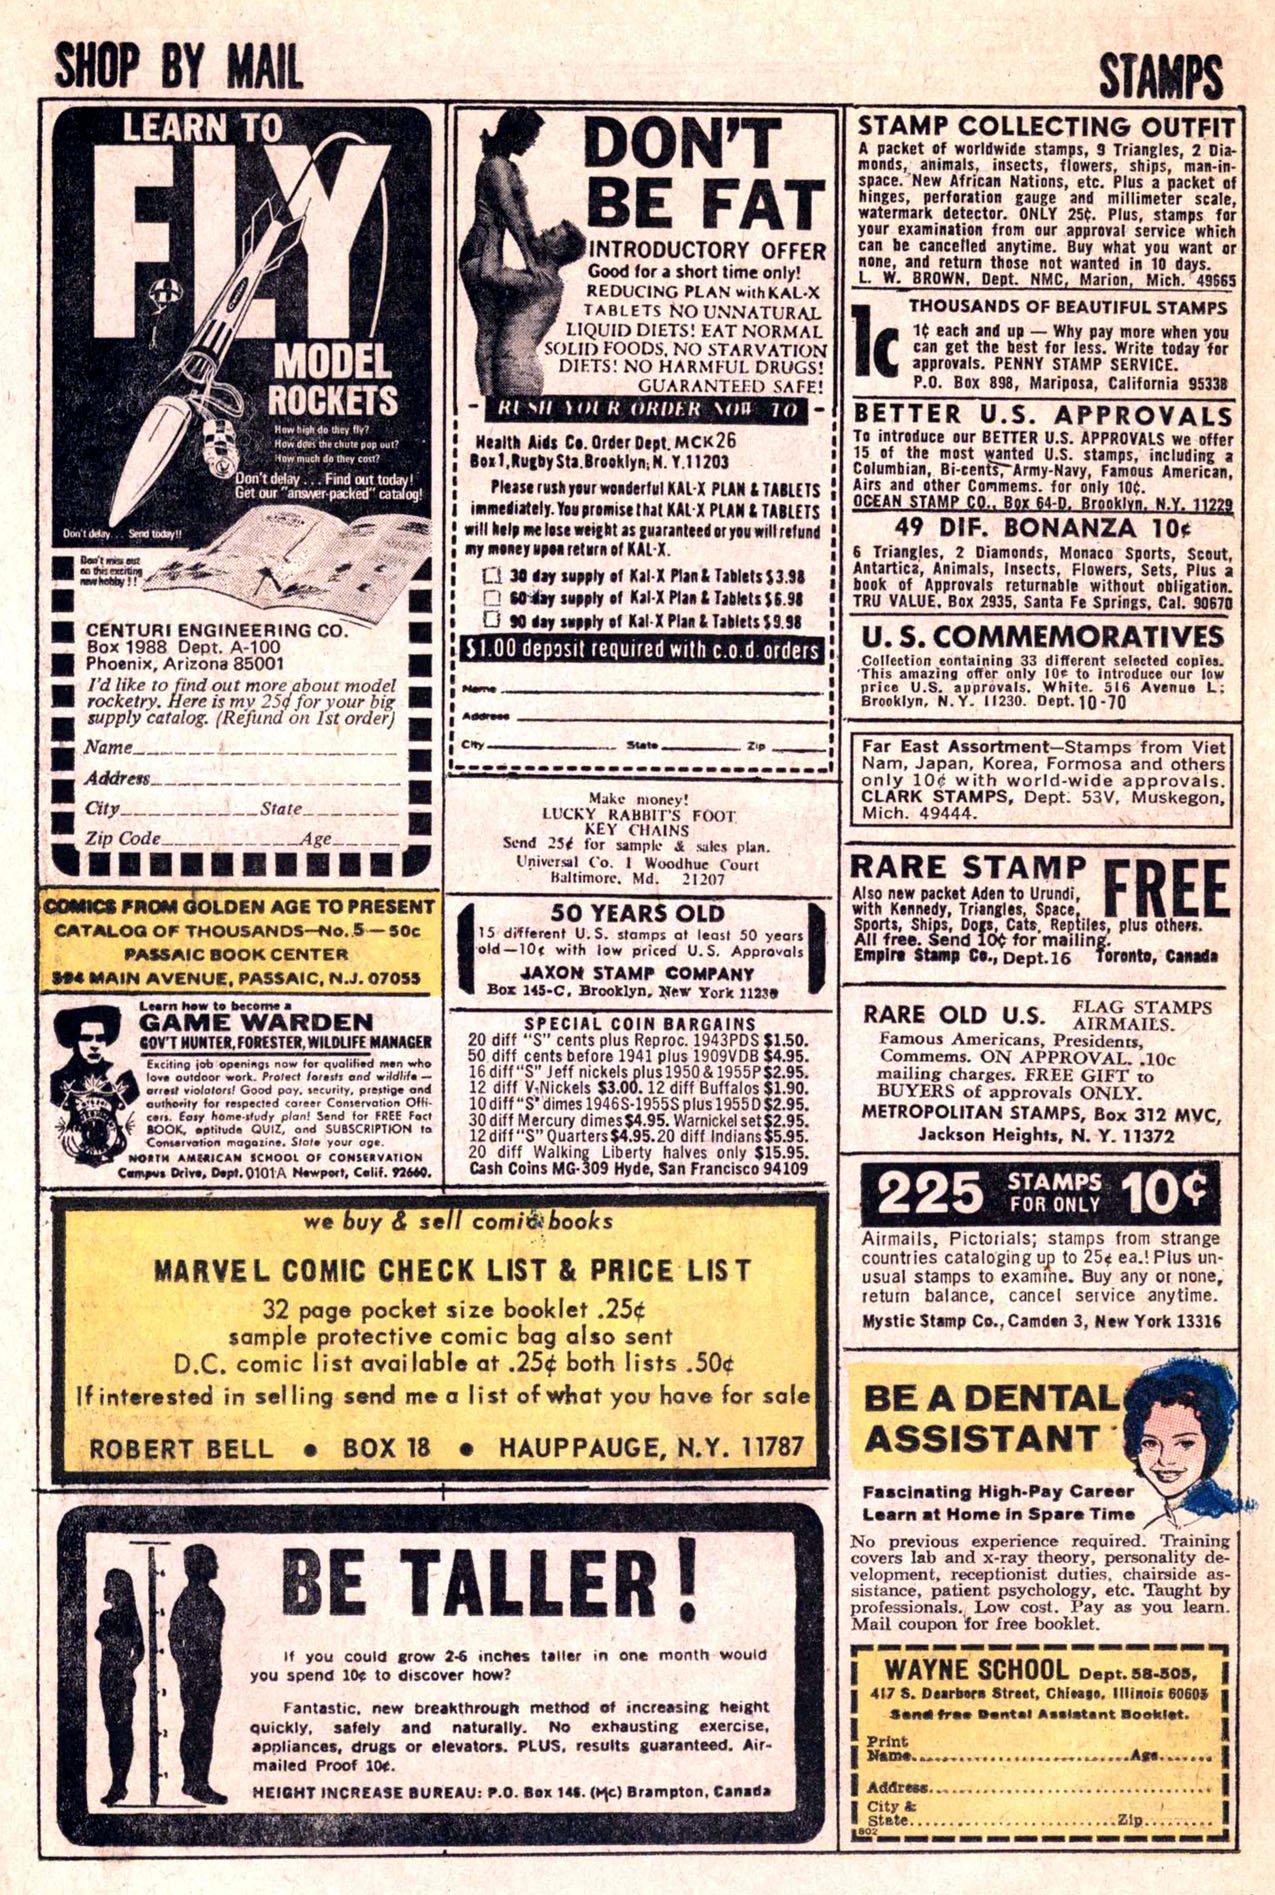 SHOP BY MAIL
STAMPS
LEARN TO
FLY
MODEL
ROCKETS
How high do they fly?
How does the chute pop out?
How much do they cost?
Don't delay . . . Find out today!
Get our "answer-packed" catalog!
Don't delay... Send today!!
Don't miss out
on this exciting
new hobby!!
CENTURI ENGINEERING CO.
Box 1988 Dept. A-100
Phoenix, Arizona 85001
I'd like to find out more about model
rocketry. Here is my 25¢ for your big
supply catalog. (Refund on 1st order)
Name
Address
City State
Zip Code Age
COMICS FROM GOLDEN AGE TO PRESENT
CATALOG OF THOUSANDS—No. 5 — 50c
PASSAIC BOOK CENTER
594 MAIN AVENUE, PASSAIC, N.J. 07055
Learn how to become a
GAME WARDEN
GOV'T HUNTER, FORESTER, WILDLIFE MANAGER
Exciting job openings now for qualified men who
love outdoor work. Protect forests and wildlife —
arrest violators! Good pay, security, prestige and
authority for respected career Conservation Offi-
cers. Easy home-study plan! Send for FREE Fact
BOOK, aptitude QUIZ, and SUBSCRIPTION to
Conservation magazine. State your age.
NORTH AMERICAN SCHOOL OF CONSERVATION
Campus Drive, Dept. 0101A Newport, Calif. 92660.
DON'T
BE FAT
INTRODUCTORY OFFER
Good for a short time only!
REDUCING PLAN with KAL-X
TABLETS NO UNNATURAL
LIQUID DIETS! EAT NORMAL
SOLID FOODS, NO STARVATION
DIETS! NO HARMFUL DRUGS!
GUARANTEED SAFE!
- RUSH YOUR ORDER NOW TO -
Health Aids Co. Order Dept. MCK26
Box 1, Rugby Sta. Brooklyn, N. Y. 11203
Please rush your wonderful KAL-X PLAN & TABLETS
immediately. You promise that KAL-X PLAN & TABLETS
will help me lose weight as guaranteed or you will refund
my money upon return of KAL-X.
30 day supply of Kal-X Plan & Tablets $3.98
60 day supply of Kal-X Plan & Tablets $6.98
90 day supply of Kal-X Plan & Tablets $9.98
$1.00 deposit required with c.o.d. orders
Name
Address
City State Zip
Make money!
LUCKY RABBIT'S FOOT
KEY CHAINS
Send 25¢ for sample & sales plan.
Universal Co. 1 Woodhue Court
Baltimore, Md. 21207
50 YEARS OLD
15 different U.S. stamps at least 50 years
old—10¢ with low priced U.S. Approvals
JAXON STAMP COMPANY
Box 145-C, Brooklyn, New York 11230
SPECIAL COIN BARGAINS
20 diff "S" cents plus Reproc. 1943PDS $1.50.
50 diff cents before 1941 plus 1909VDB $4.95.
16 diff "S" Jeff nickels plus 1950 & 1955P $2.95.
12 diff V-Nickels $3.00. 12 diff Buffalos $1.90.
10 diff "S" dimes 1946S-1955S plus 1955D $2.95.
30 diff Mercury dimes $4.95. Warnickel set $2.95.
12 diff "S" Quarters $4.95. 20 diff Indians $5.95.
20 diff Walking Liberty halves only $15.95.
Cash Coins MG-309 Hyde, San Francisco 94109
we buy & sell comic books
MARVEL COMIC CHECK LIST & PRICE LIST
32 page pocket size booklet .25¢
sample protective comic bag also sent
D.C. comic list available at .25¢ both lists .50¢
If interested in selling send me a list of what you have for sale
ROBERT BELL • BOX 18 • HAUPPAUGE, N.Y. 11787
BE TALLER!
If you could grow 2-6 inches taller in one month would
you spend 10¢ to discover how?
Fantastic, new breakthrough method of increasing height
quickly, safely and naturally. No exhausting exercise,
appliances, drugs or elevators. PLUS, results guaranteed. Air-
mailed Proof 10¢.
HEIGHT INCREASE BUREAU: P.O. Box 146. (Mc) Brampton, Canada
STAMP COLLECTING OUTFIT
A packet of worldwide stamps, 9 Triangles, 2 Dia-
monds, animals, insects, flowers, ships, man-in-
space. New African Nations, etc. Plus a packet of
hinges, perforation gauge and millimeter scale,
watermark detector. ONLY 25¢. Plus, stamps for
your examination from our approval service which
can be cancelled anytime. Buy what you want or
none, and return those not wanted in 10 days.
L. W. BROWN, Dept. NMC, Marion, Mich. 49665
1c
THOUSANDS OF BEAUTIFUL STAMPS
1¢ each and up — Why pay more when you
can get the best for less. Write today for
approvals. PENNY STAMP SERVICE.
P.O. Box 898, Mariposa, California 95338
BETTER U.S. APPROVALS
To introduce our BETTER U.S. APPROVALS we offer
15 of the most wanted U.S. stamps, including a
Columbian, Bi-cents, Army-Navy, Famous American,
Airs and other Commems. for only 10¢.
OCEAN STAMP CO., Box 64-D, Brooklyn, N.Y. 11229
49 DIF. BONANZA 10¢
6 Triangles, 2 Diamonds, Monaco Sports, Scout,
Antartica, Animals, Insects, Flowers, Sets, Plus a
book of Approvals returnable without obligation.
TRU VALUE, Box 2935, Santa Fe Springs, Cal. 90670
U. S. COMMEMORATIVES
Collection containing 33 different selected copies.
This amazing offer only 10¢ to introduce our low
price U.S. approvals. White. 516 Avenue L;
Brooklyn, N.Y. 11230. Dept. 10-70
Far East Assortment—Stamps from Viet
Nam, Japan, Korea, Formosa and others
only 10¢ with world-wide approvals.
CLARK STAMPS, Dept. 53V, Muskegon,
Mich. 49444.
RARE STAMP FREE
Also new packet Aden to Urundi,
with Kennedy, Triangles, Space,
Sports, Ships, Dogs, Cats, Reptiles, plus others.
All free. Send 10¢ for mailing.
Empire Stamp Co., Dept. 16 Toronto, Canada
RARE OLD U.S. FLAG STAMPS
AIRMAILS.
Famous Americans, Presidents,
Commems. ON APPROVAL. .10c
mailing charges. FREE GIFT to
BUYERS of approvals ONLY.
METROPOLITAN STAMPS, Box 312 MVC,
Jackson Heights, N. Y. 11372
225 STAMPS FOR ONLY 10¢
Airmails, Pictorials; stamps from strange
countries cataloging up to 25¢ ea.! Plus un-
usual stamps to examine. Buy any or none,
return balance, cancel service anytime.
Mystic Stamp Co., Camden 3, New York 13316
BE A DENTAL
ASSISTANT
Fascinating High-Pay Career
Learn at Home in Spare Time
No previous experience required. Training
covers lab and x-ray theory, personality de-
velopment, receptionist duties, chairside as-
sistance, patient psychology, etc. Taught by
professionals. Low cost. Pay as you learn.
Mail coupon for free booklet.
WAYNE SCHOOL Dept. 58-505,
417 S. Dearborn Street, Chicago, Illinois 60605
Send free Dental Assistant Booklet.
Print
Name Age
Address
City &
State Zip
802